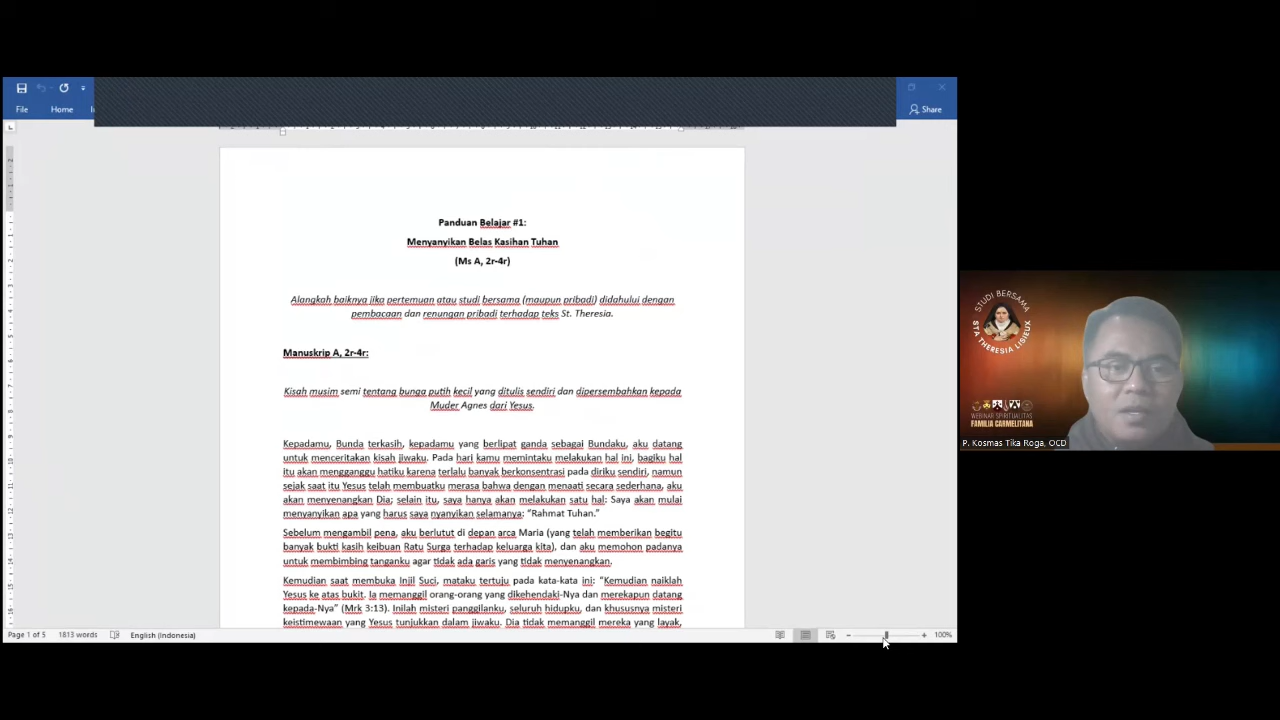 File
Home
Share
Panduan Belajar #1:
Menyanyikan Belas Kasihan Tuhan
(Ms A, 2r-4r)
Alangkah baiknya jika pertemuan atau studi bersama (maupun pribadi) didahului dengan
pembacaan dan renungan pribadi terhadap teks St. Theresia.
Manuskrip A, 2r-4r:
Kisah musim semi tentang bunga putih kecil yang ditulis sendiri dan dipersembahkan kepada
Muder Agnes dari Yesus.
Kepadamu, Bunda terkasih, kepadamu yang berlipat ganda sebagai Bundaku, aku datang
untuk menceritakan kisah jiwaku. Pada hari kamu memintaku melakukan hal ini, bagiku hal
itu akan mengganggu hatiku karena terlalu banyak berkonsentrasi pada diriku sendiri, namun
sejak saat itu Yesus telah membuatku merasa bahwa dengan menaati secara sederhana, aku
akan menyenangkan Dia; selain itu, saya hanya akan melakukan satu hal: Saya akan mulai
menyanyikan apa yang harus saya nyanyikan selamanya: “Rahmat Tuhan.”
Sebelum mengambil pena, aku berlutut di depan arca Maria (yang telah memberikan begitu
banyak bukti kasih keibuan Ratu Surga terhadap keluarga kita), dan aku memohon padanya
untuk membimbing tanganku agar tidak ada garis yang tidak menyenangkan.
Kemudian saat membuka Injil Suci, mataku tertuju pada kata-kata ini: “Kemudian naiklah
Yesus ke atas bukit. Ia memanggil orang-orang yang dikehendaki-Nya dan merekapun datang
kepada-Nya” (Mrk 3:13). Inilah misteri panggilanku, seluruh hidupku, dan khususnya misteri
keistimewaan yang Yesus tunjukkan dalam jiwaku. Dia tidak memanggil mereka yang layak,
Page 1 of 5
1813 words
English (Indonesia)
100%
STUDI BERSAMA
STA THERESIA LISIEUX
WEBINAR SPIRITUALITAS
FAMILIA CARMELITANA
P. Kosmas Tika Roga, OCD